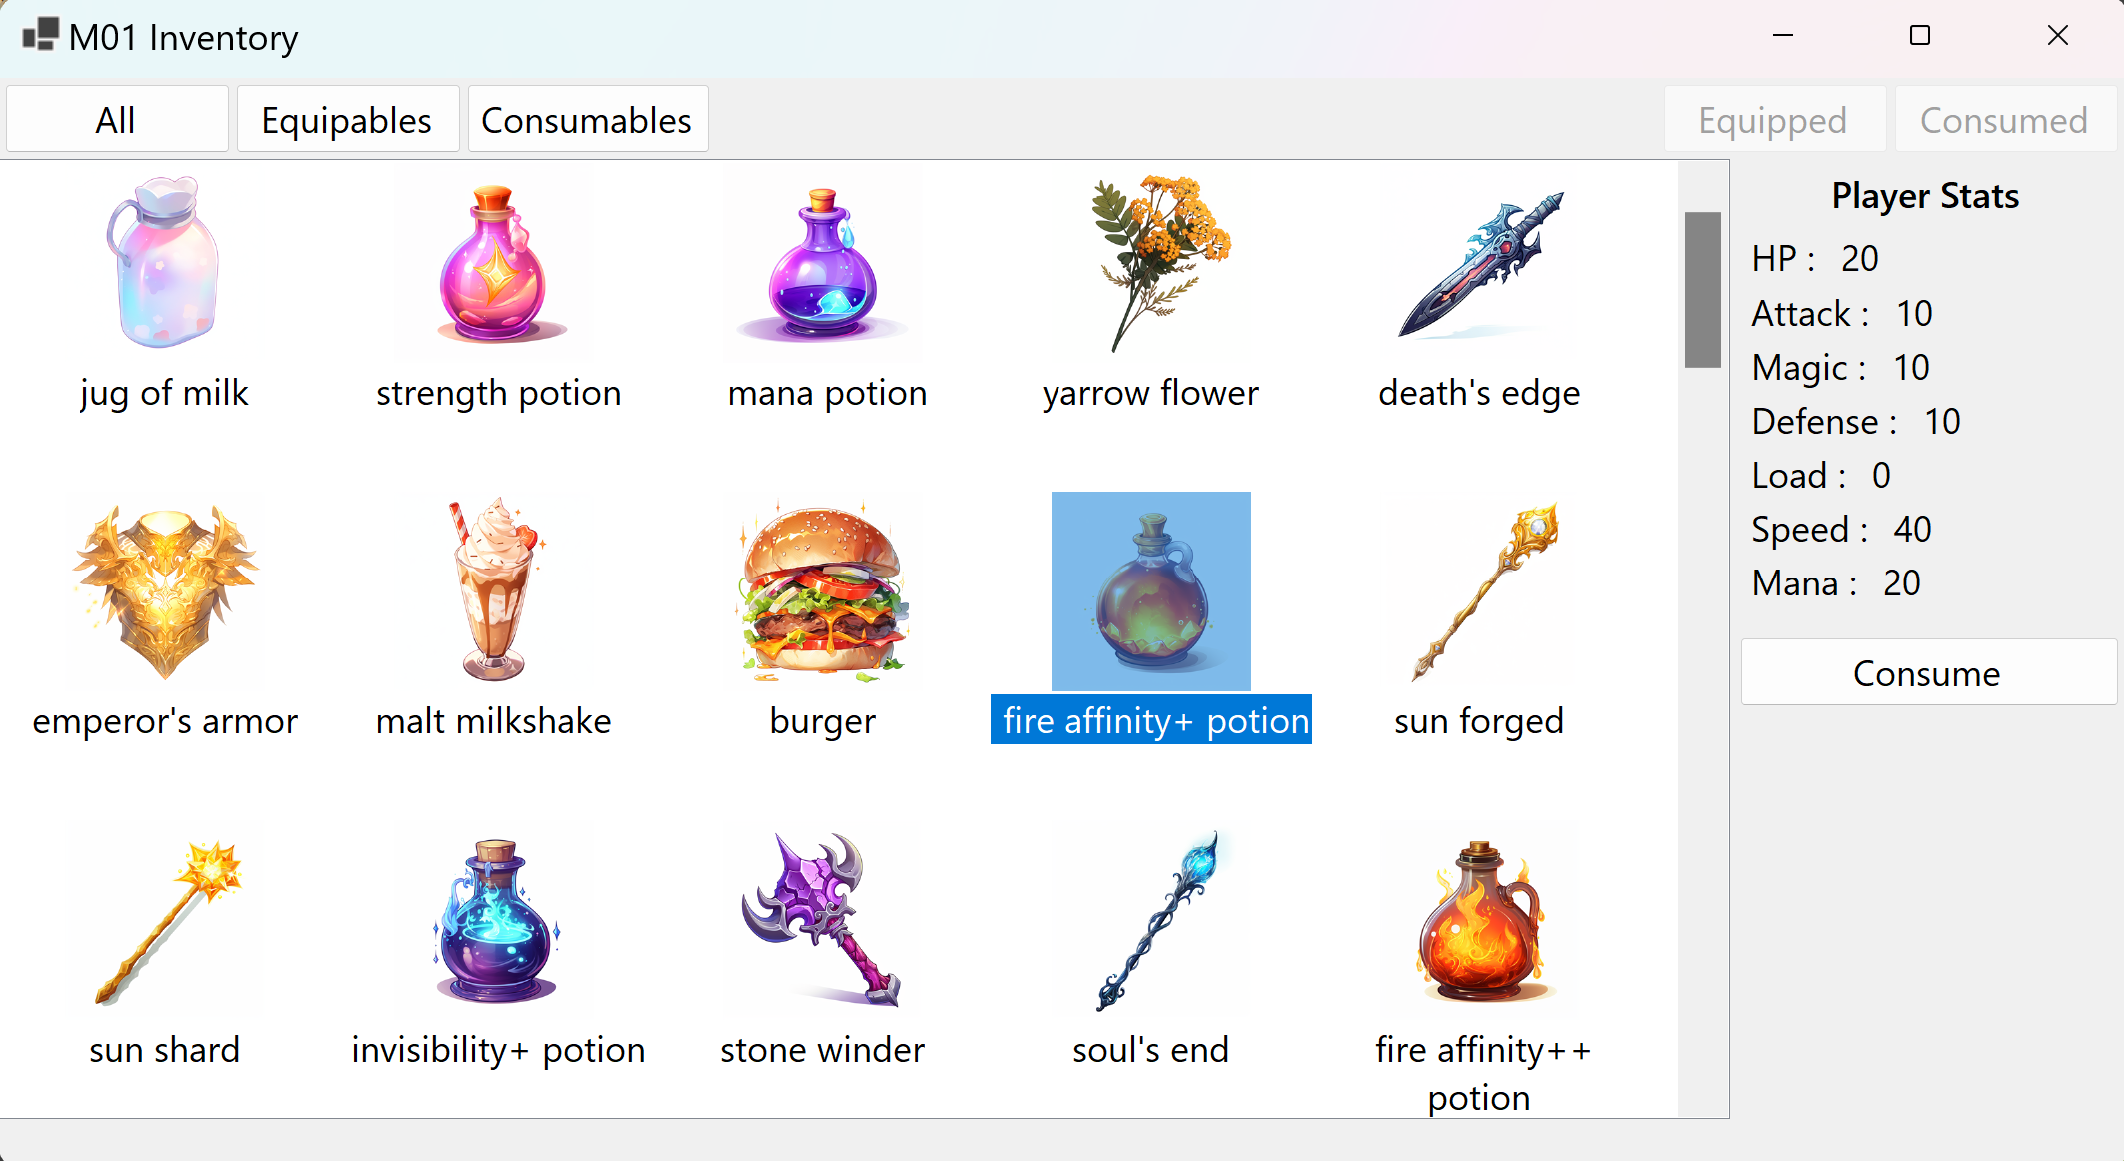 M01 Inventory
All
Equipables
Consumables
Equipped
Consumed
jug of milk
strength potion
mana potion
yarrow flower
death's edge
emperor's armor
malt milkshake
burger
fire affinity+ potion
sun forged
sun shard
invisibility+ potion
stone winder
soul's end
fire affinity++
potion
Player Stats
HP : 20
Attack : 10
Magic : 10
Defense : 10
Load : 0
Speed : 40
Mana : 20
Consume